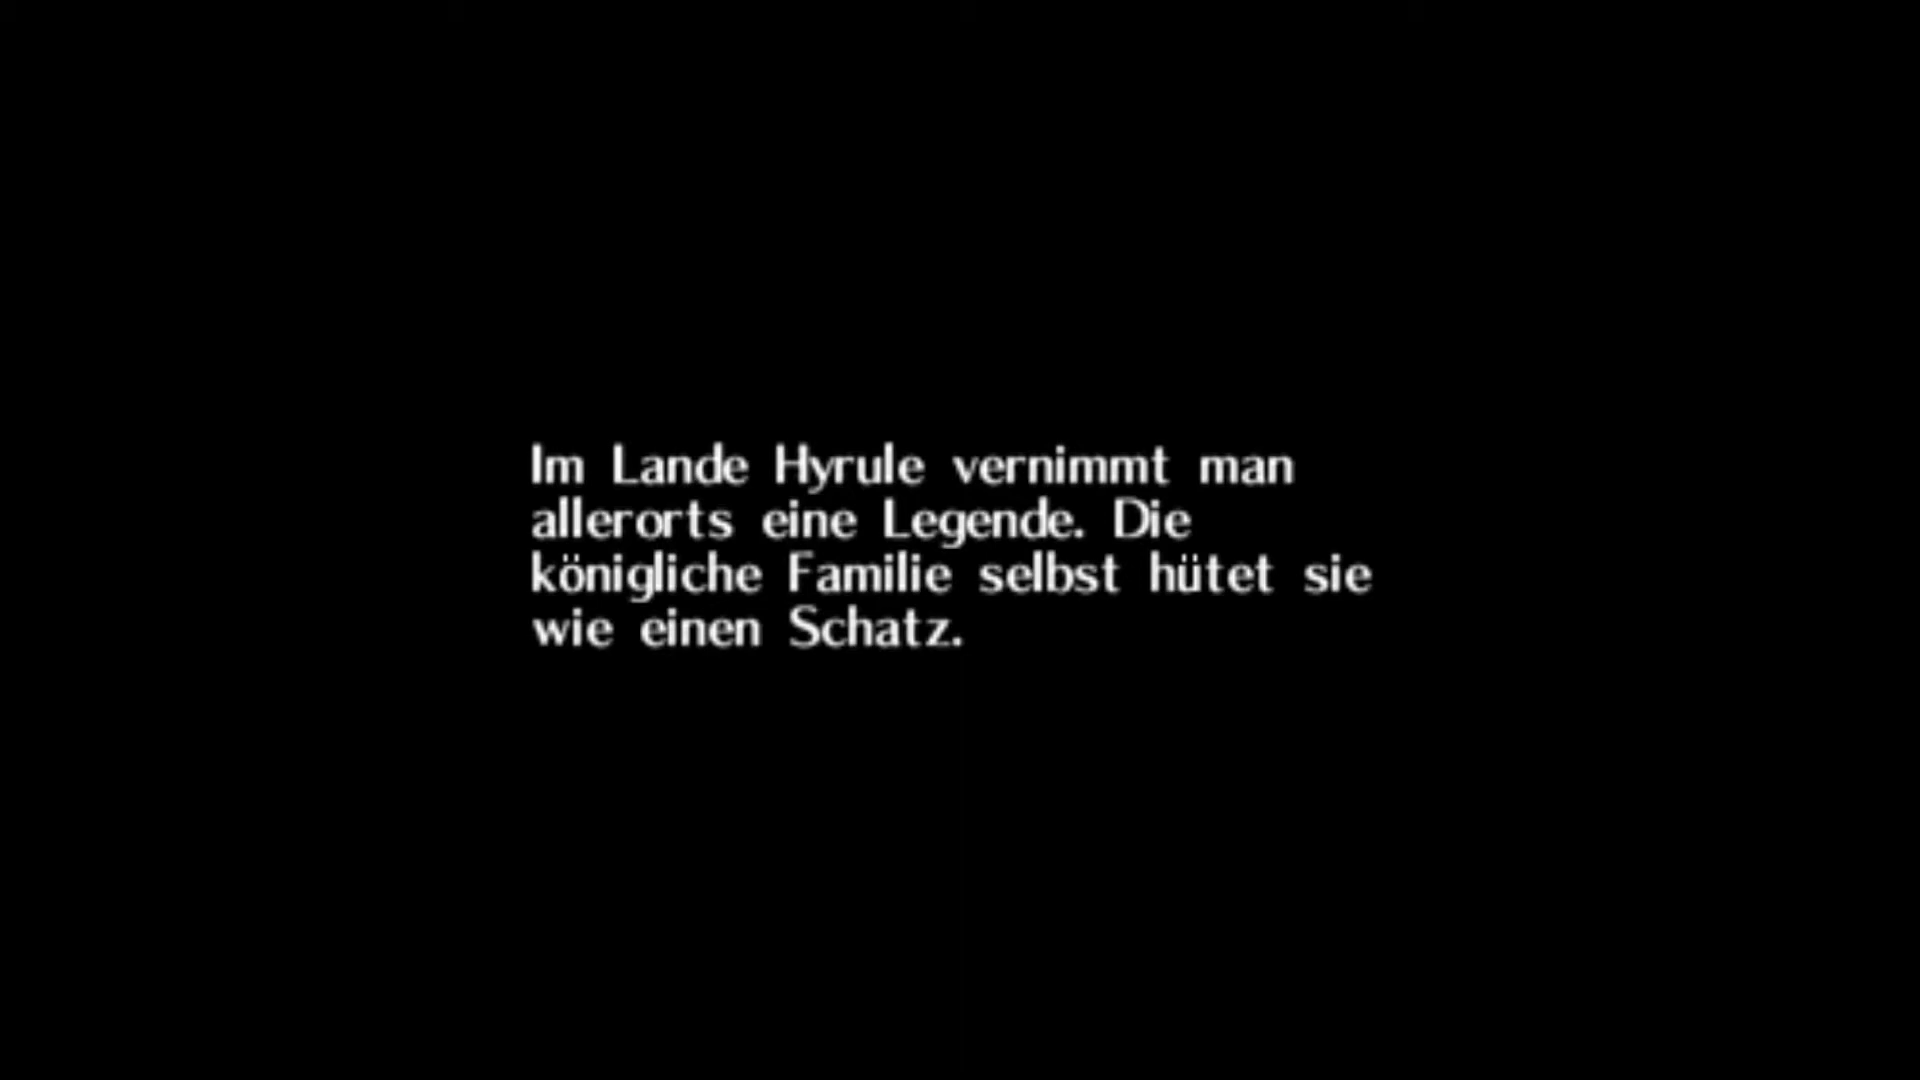 Im Lande Hyrule vernimmt man
allerorts eine Legende. Die
königliche Familie selbst hütet sie
wie einen Schatz.